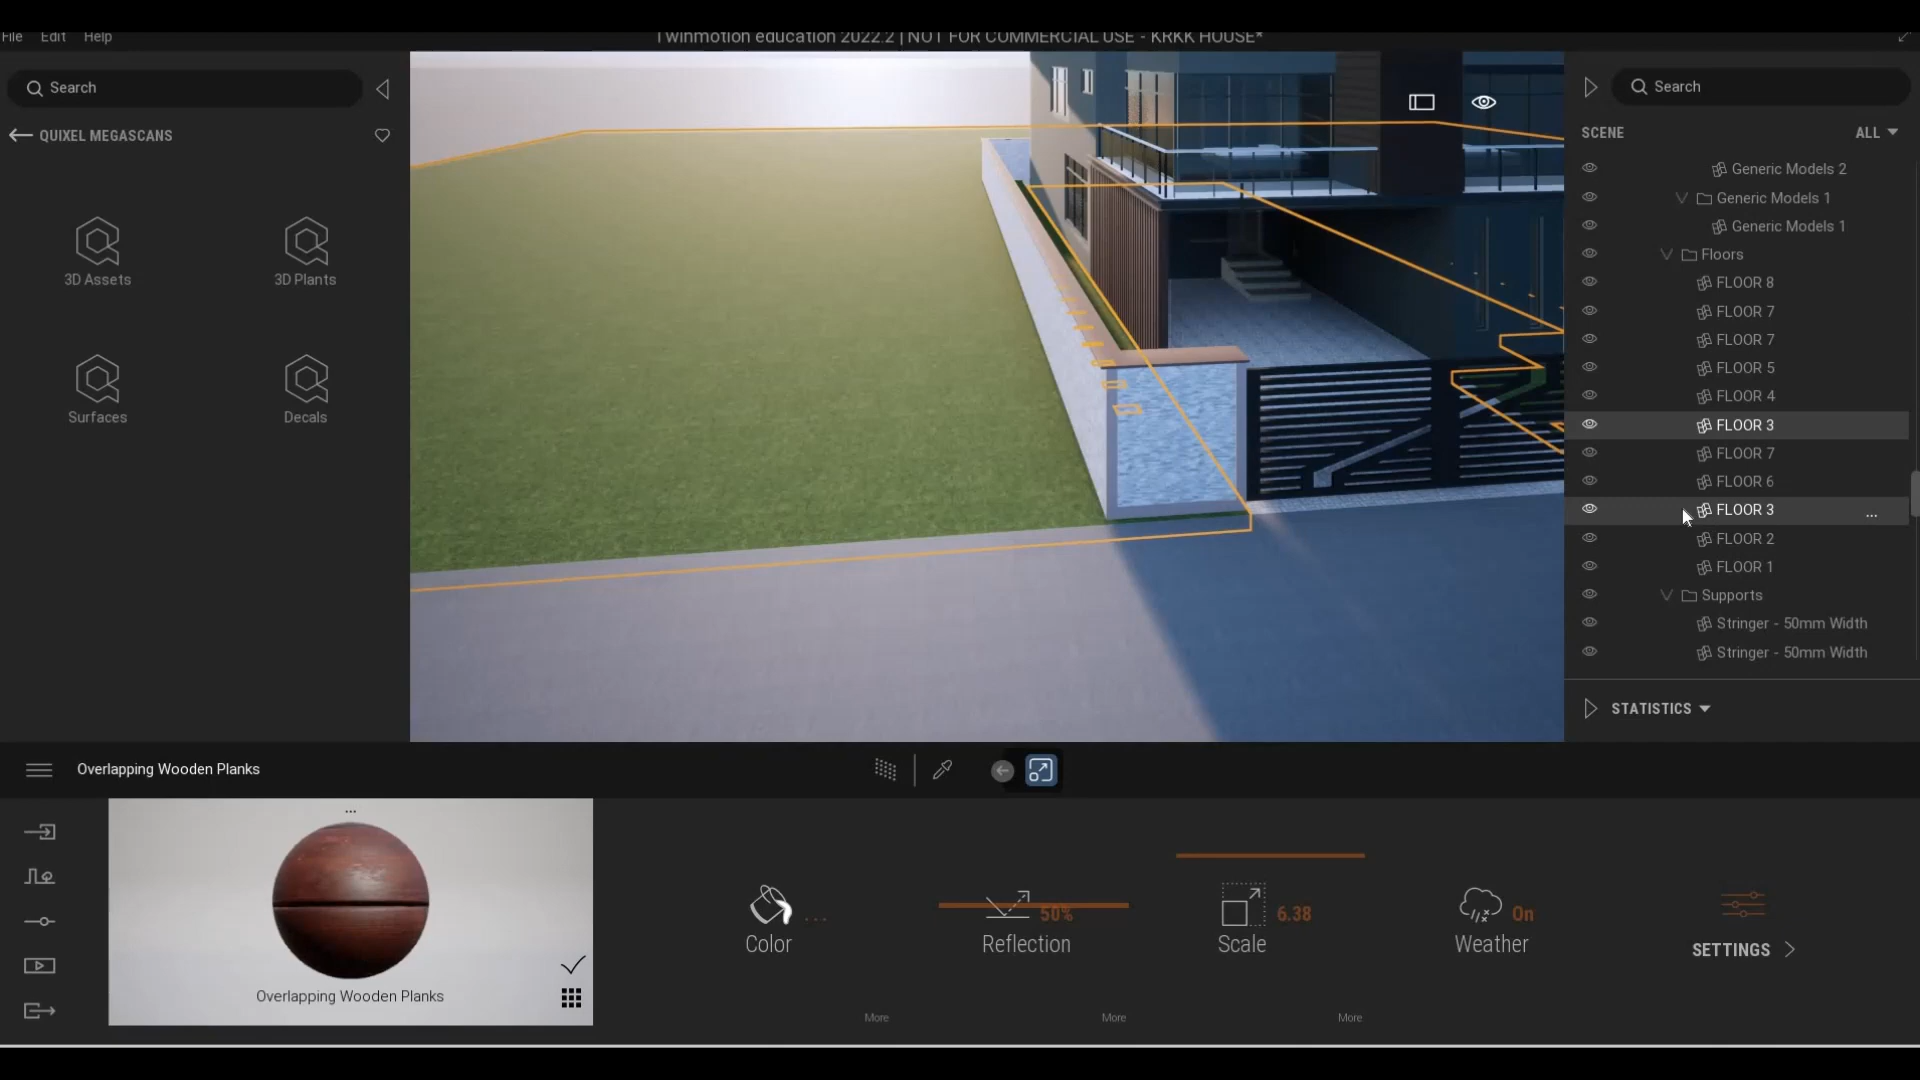 File Edit Help
Twinmotion education 2022.2 | NOT FOR COMMERCIAL USE - KRKK HOUSE*
Search
QUIXEL MEGASCANS
3D Assets
3D Plants
Surfaces
Decals
Search
SCENE
ALL
Generic Models 2
Generic Models 1
Generic Models 1
Floors
FLOOR 8
FLOOR 7
FLOOR 7
FLOOR 5
FLOOR 4
FLOOR 3
FLOOR 7
FLOOR 6
FLOOR 3
...
FLOOR 2
FLOOR 1
Supports
Stringer - 50mm Width
Stringer - 50mm Width
STATISTICS
Overlapping Wooden Planks
...
Overlapping Wooden Planks
...
Color
50%
Reflection
6.38
Scale
On
Weather
SETTINGS
More
More
More